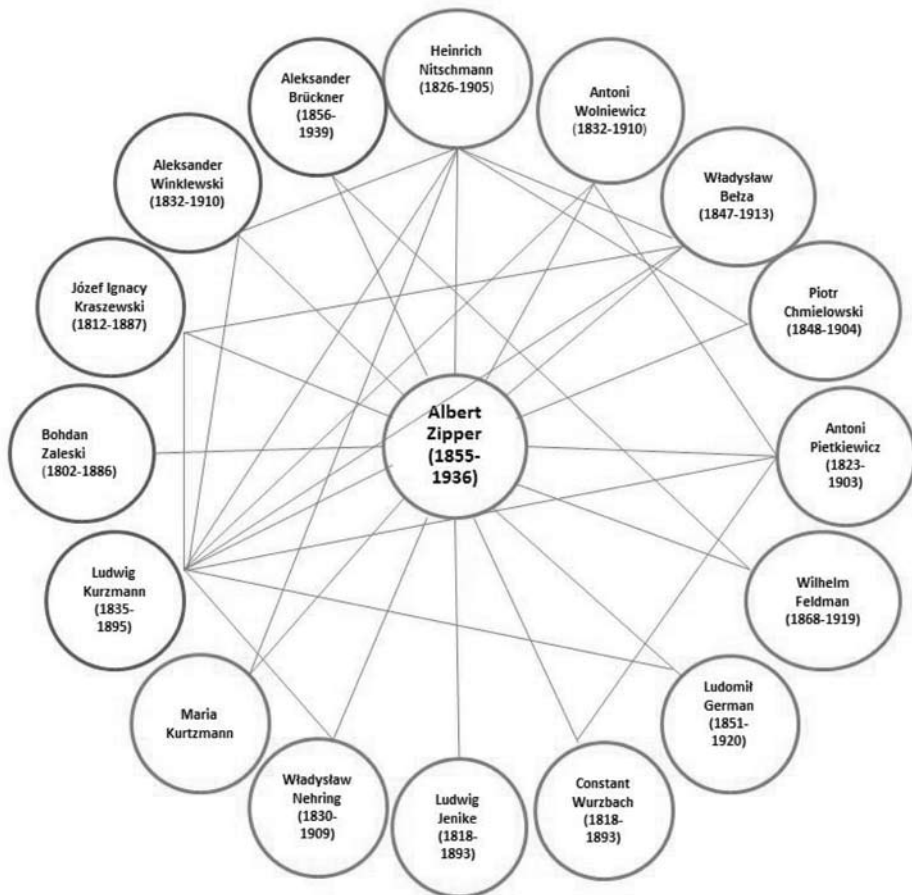 Heinrich
Nitschmann
(1826-1905)
Antoni
Wolniewicz
(1832-1910)
Władysław
Bełza
(1847-1913)
Piotr
Chmielowski
(1848-1904)
Antoni
Pietkiewicz
(1823-
1903)
Wilhelm
Feldman
(1868-1919)
Ludomił
German
(1851-
1920)
Constant
Wurzbach
(1818-
1893)
Ludwig
Jenike
(1818-
1893)
Władysław
Nehring
(1830-
1909)
Maria
Kurtzmann
Ludwig
Kurzmann
(1835-
1895)
Bohdan
Zaleski
(1802-1886)
Józef Ignacy
Kraszewski
(1812-1887)
Aleksander
Winklewski
(1832-1910)
Aleksander
Brückner
(1856-
1939)
Albert
Zipper
(1855-
1936)